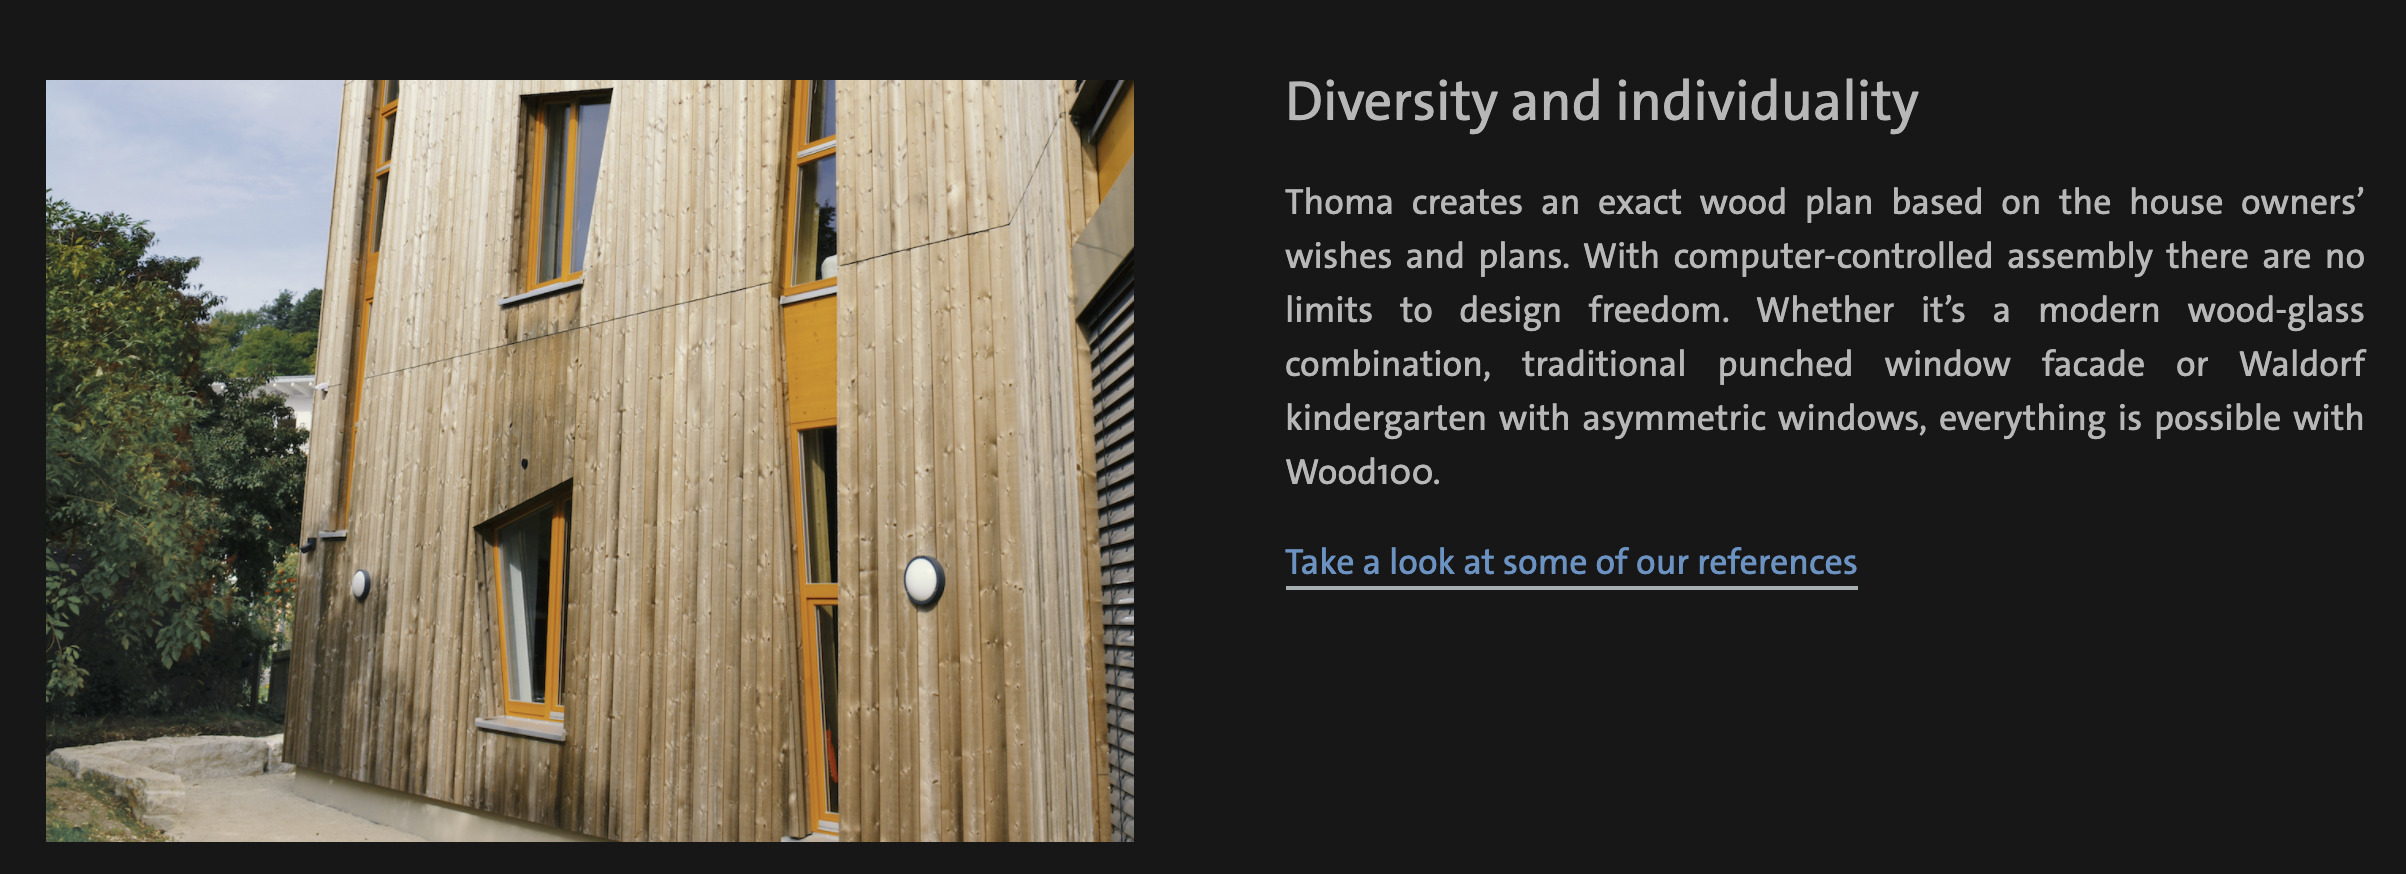 Diversity and individuality
Thoma creates an exact wood plan based on the house owners’
wishes and plans. With computer-controlled assembly there are no
limits to design freedom. Whether it’s a modern wood-glass
combination, traditional punched window facade or Waldorf
kindergarten with asymmetric windows, everything is possible with
Wood100.
Take a look at some of our references